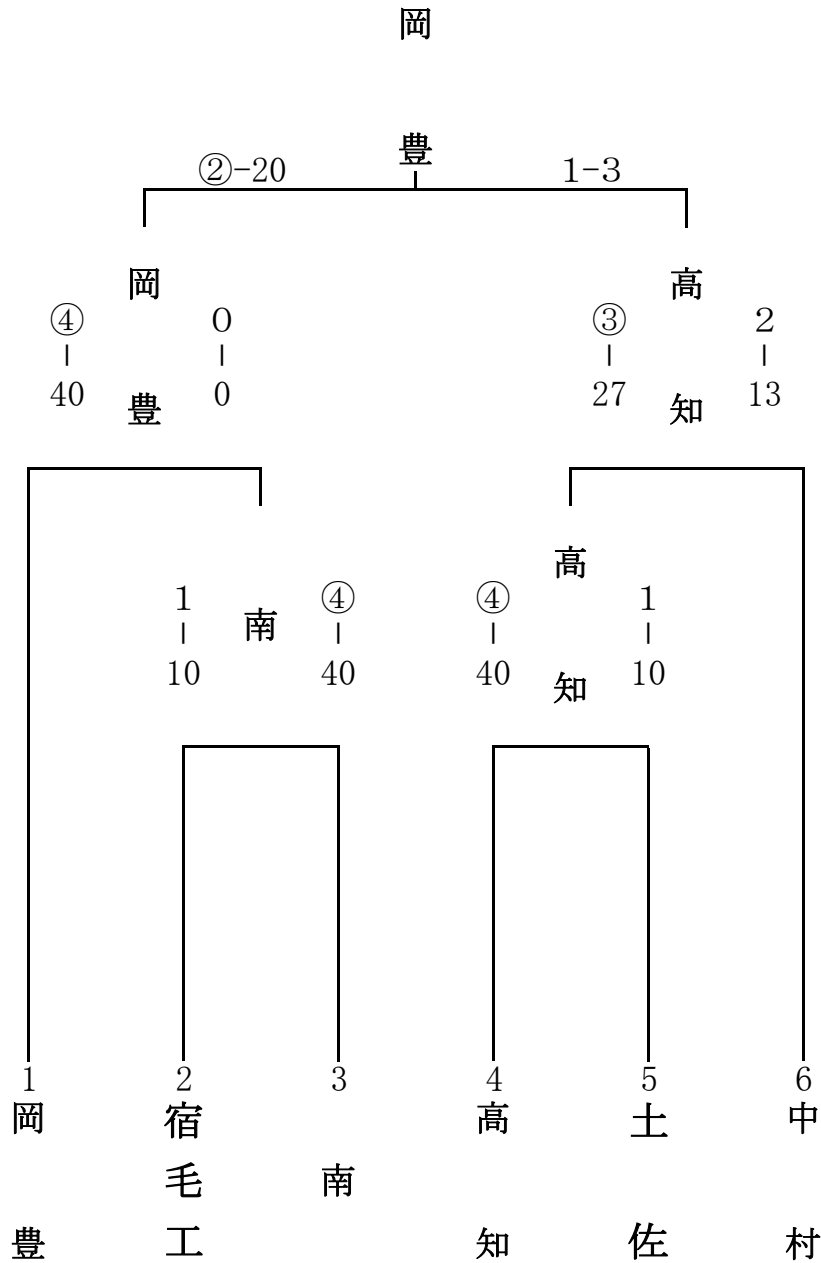 岡豊
②-20 1-3
岡豊
④-40 0-0
高知
③-27 2-13
南
1-10 ④-40
高知
④-40 1-10
1 2 3 4 5 6
岡豊
宿毛工
南
高知
土佐
中村